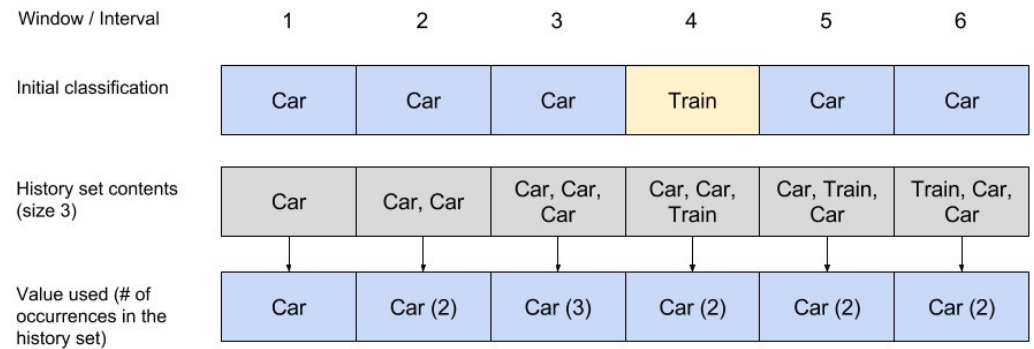 Window / Interval 1 2 3 4 5 6
Initial classification Car Car Car Train Car Car
History set contents
(size 3)
Car
Car, Car
Car, Car,
Car
Car, Car,
Train
Car, Train,
Car
Train, Car,
Car
Value used (# of
occurrences in the
history set)
Car Car (2) Car (3) Car (2) Car (2) Car (2)